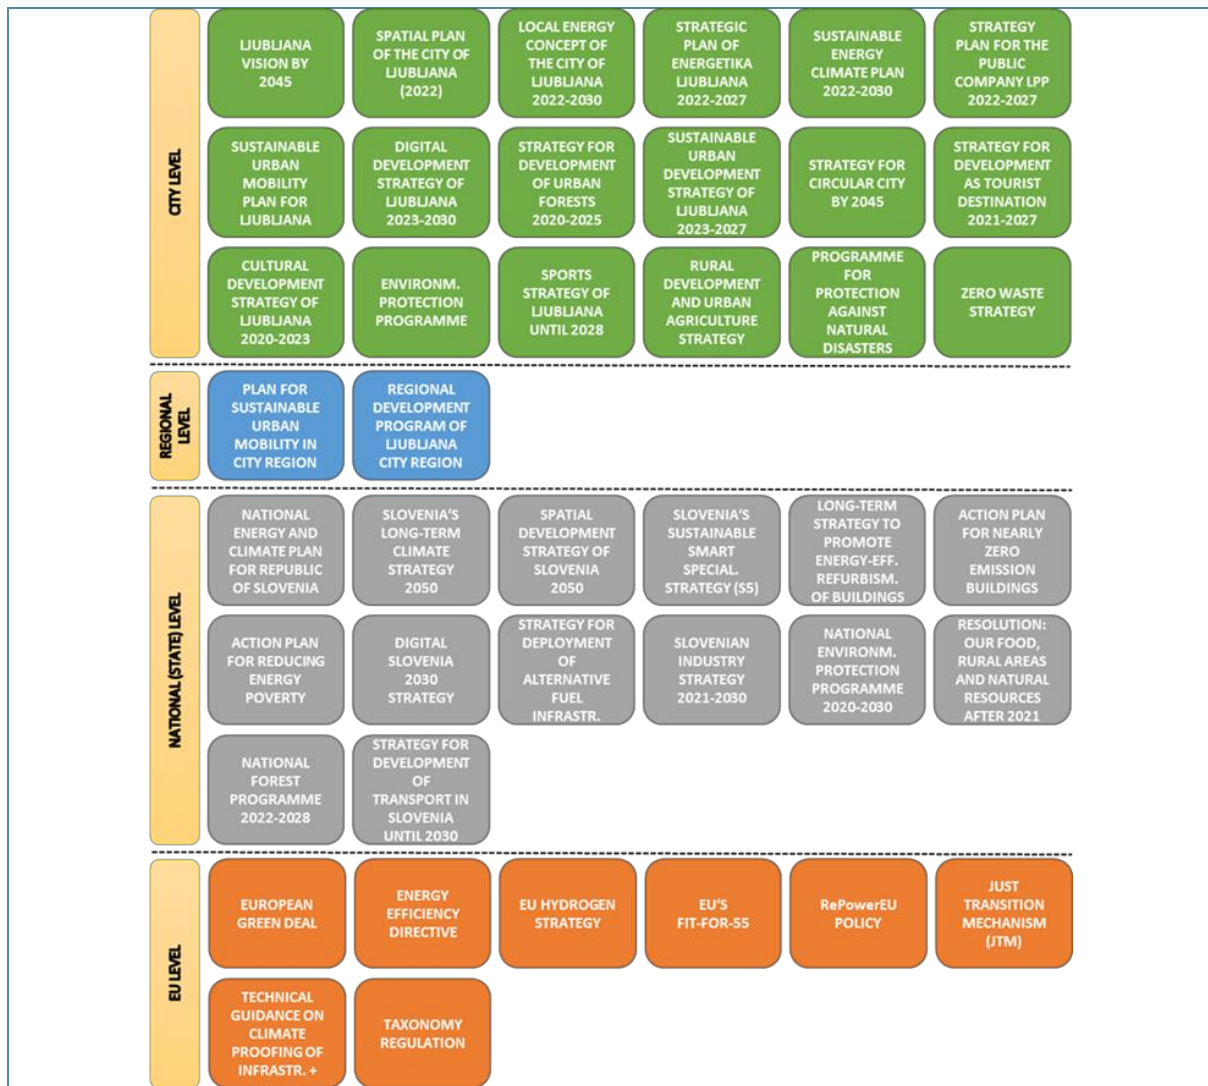 CITY LEVEL
LJUBLJANA
VISION BY
2045
SPATIAL PLAN
OF THE CITY OF
LJUBLJANA
(2022)
LOCAL ENERGY
CONCEPT OF
THE CITY OF
LJUBLJANA
2022-2030
STRATEGIC
PLAN OF
ENERGETIKA
LJUBLJANA
2022-2027
SUSTAINABLE
ENERGY
CLIMATE PLAN
2022-2030
STRATEGY
PLAN FOR THE
PUBLIC
COMPANY LPP
2022-2027
SUSTAINABLE
URBAN
MOBILITY
PLAN FOR
LJUBLJANA
DIGITAL
DEVELOPMENT
STRATEGY OF
LJUBLJANA
2023-2030
STRATEGY FOR
DEVELOPMENT
OF URBAN
FORESTS
2020-2025
SUSTAINABLE
URBAN
DEVELOPMENT
STRATEGY OF
LJUBLJANA
2023-2027
STRATEGY FOR
CIRCULAR CITY
BY 2045
STRATEGY FOR
DEVELOPMENT
AS TOURIST
DESTINATION
2021-2027
CULTURAL
DEVELOPMENT
STRATEGY OF
LJUBLJANA
2020-2023
ENVIRONM.
PROTECTION
PROGRAMME
SPORTS
STRATEGY OF
LJUBLJANA
UNTIL 2028
RURAL
DEVELOPMENT
AND URBAN
AGRICULTURE
STRATEGY
PROGRAMME
FOR
PROTECTION
AGAINST
NATURAL
DISASTERS
ZERO WASTE
STRATEGY
REGIONAL
LEVEL
PLAN FOR
SUSTAINABLE
URBAN
MOBILITY IN
CITY REGION
REGIONAL
DEVELOPMENT
PROGRAM OF
LJUBLJANA
CITY REGION
NATIONAL (STATE) LEVEL
NATIONAL
ENERGY AND
CLIMATE PLAN
FOR REPUBLIC
OF SLOVENIA
SLOVENIA'S
LONG-TERM
CLIMATE
STRATEGY
2050
SPATIAL
DEVELOPMENT
STRATEGY OF
SLOVENIA
2050
SLOVENIA'S
SUSTAINABLE
SMART
SPECIAL.
STRATEGY (S5)
LONG-TERM
STRATEGY TO
PROMOTE
ENERGY-EFF.
REFURBISM.
OF BUILDINGS
ACTION PLAN
FOR NEARLY
ZERO
EMISSION
BUILDINGS
ACTION PLAN
FOR REDUCING
ENERGY
POVERTY
DIGITAL
SLOVENIA
2030
STRATEGY
STRATEGY FOR
DEPLOYMENT
OF
ALTERNATIVE
FUEL
INFRASTR.
SLOVENIAN
INDUSTRY
STRATEGY
2021-2030
NATIONAL
ENVIRONM.
PROTECTION
PROGRAMME
2020-2030
RESOLUTION:
OUR FOOD,
RURAL AREAS
AND NATURAL
RESOURCES
AFTER 2021
NATIONAL
FOREST
PROGRAMME
2022-2028
STRATEGY FOR
DEVELOPMENT
OF
TRANSPORT IN
SLOVENIA
UNTIL 2030
EU LEVEL
EUROPEAN
GREEN DEAL
ENERGY
EFFICIENCY
DIRECTIVE
EU HYDROGEN
STRATEGY
EU'S
FIT-FOR-55
RePowerEU
POLICY
JUST
TRANSITION
MECHANISM
(JTM)
TECHNICAL
GUIDANCE ON
CLIMATE
PROOFING OF
INFRASTR. +
TAXONOMY
REGULATION